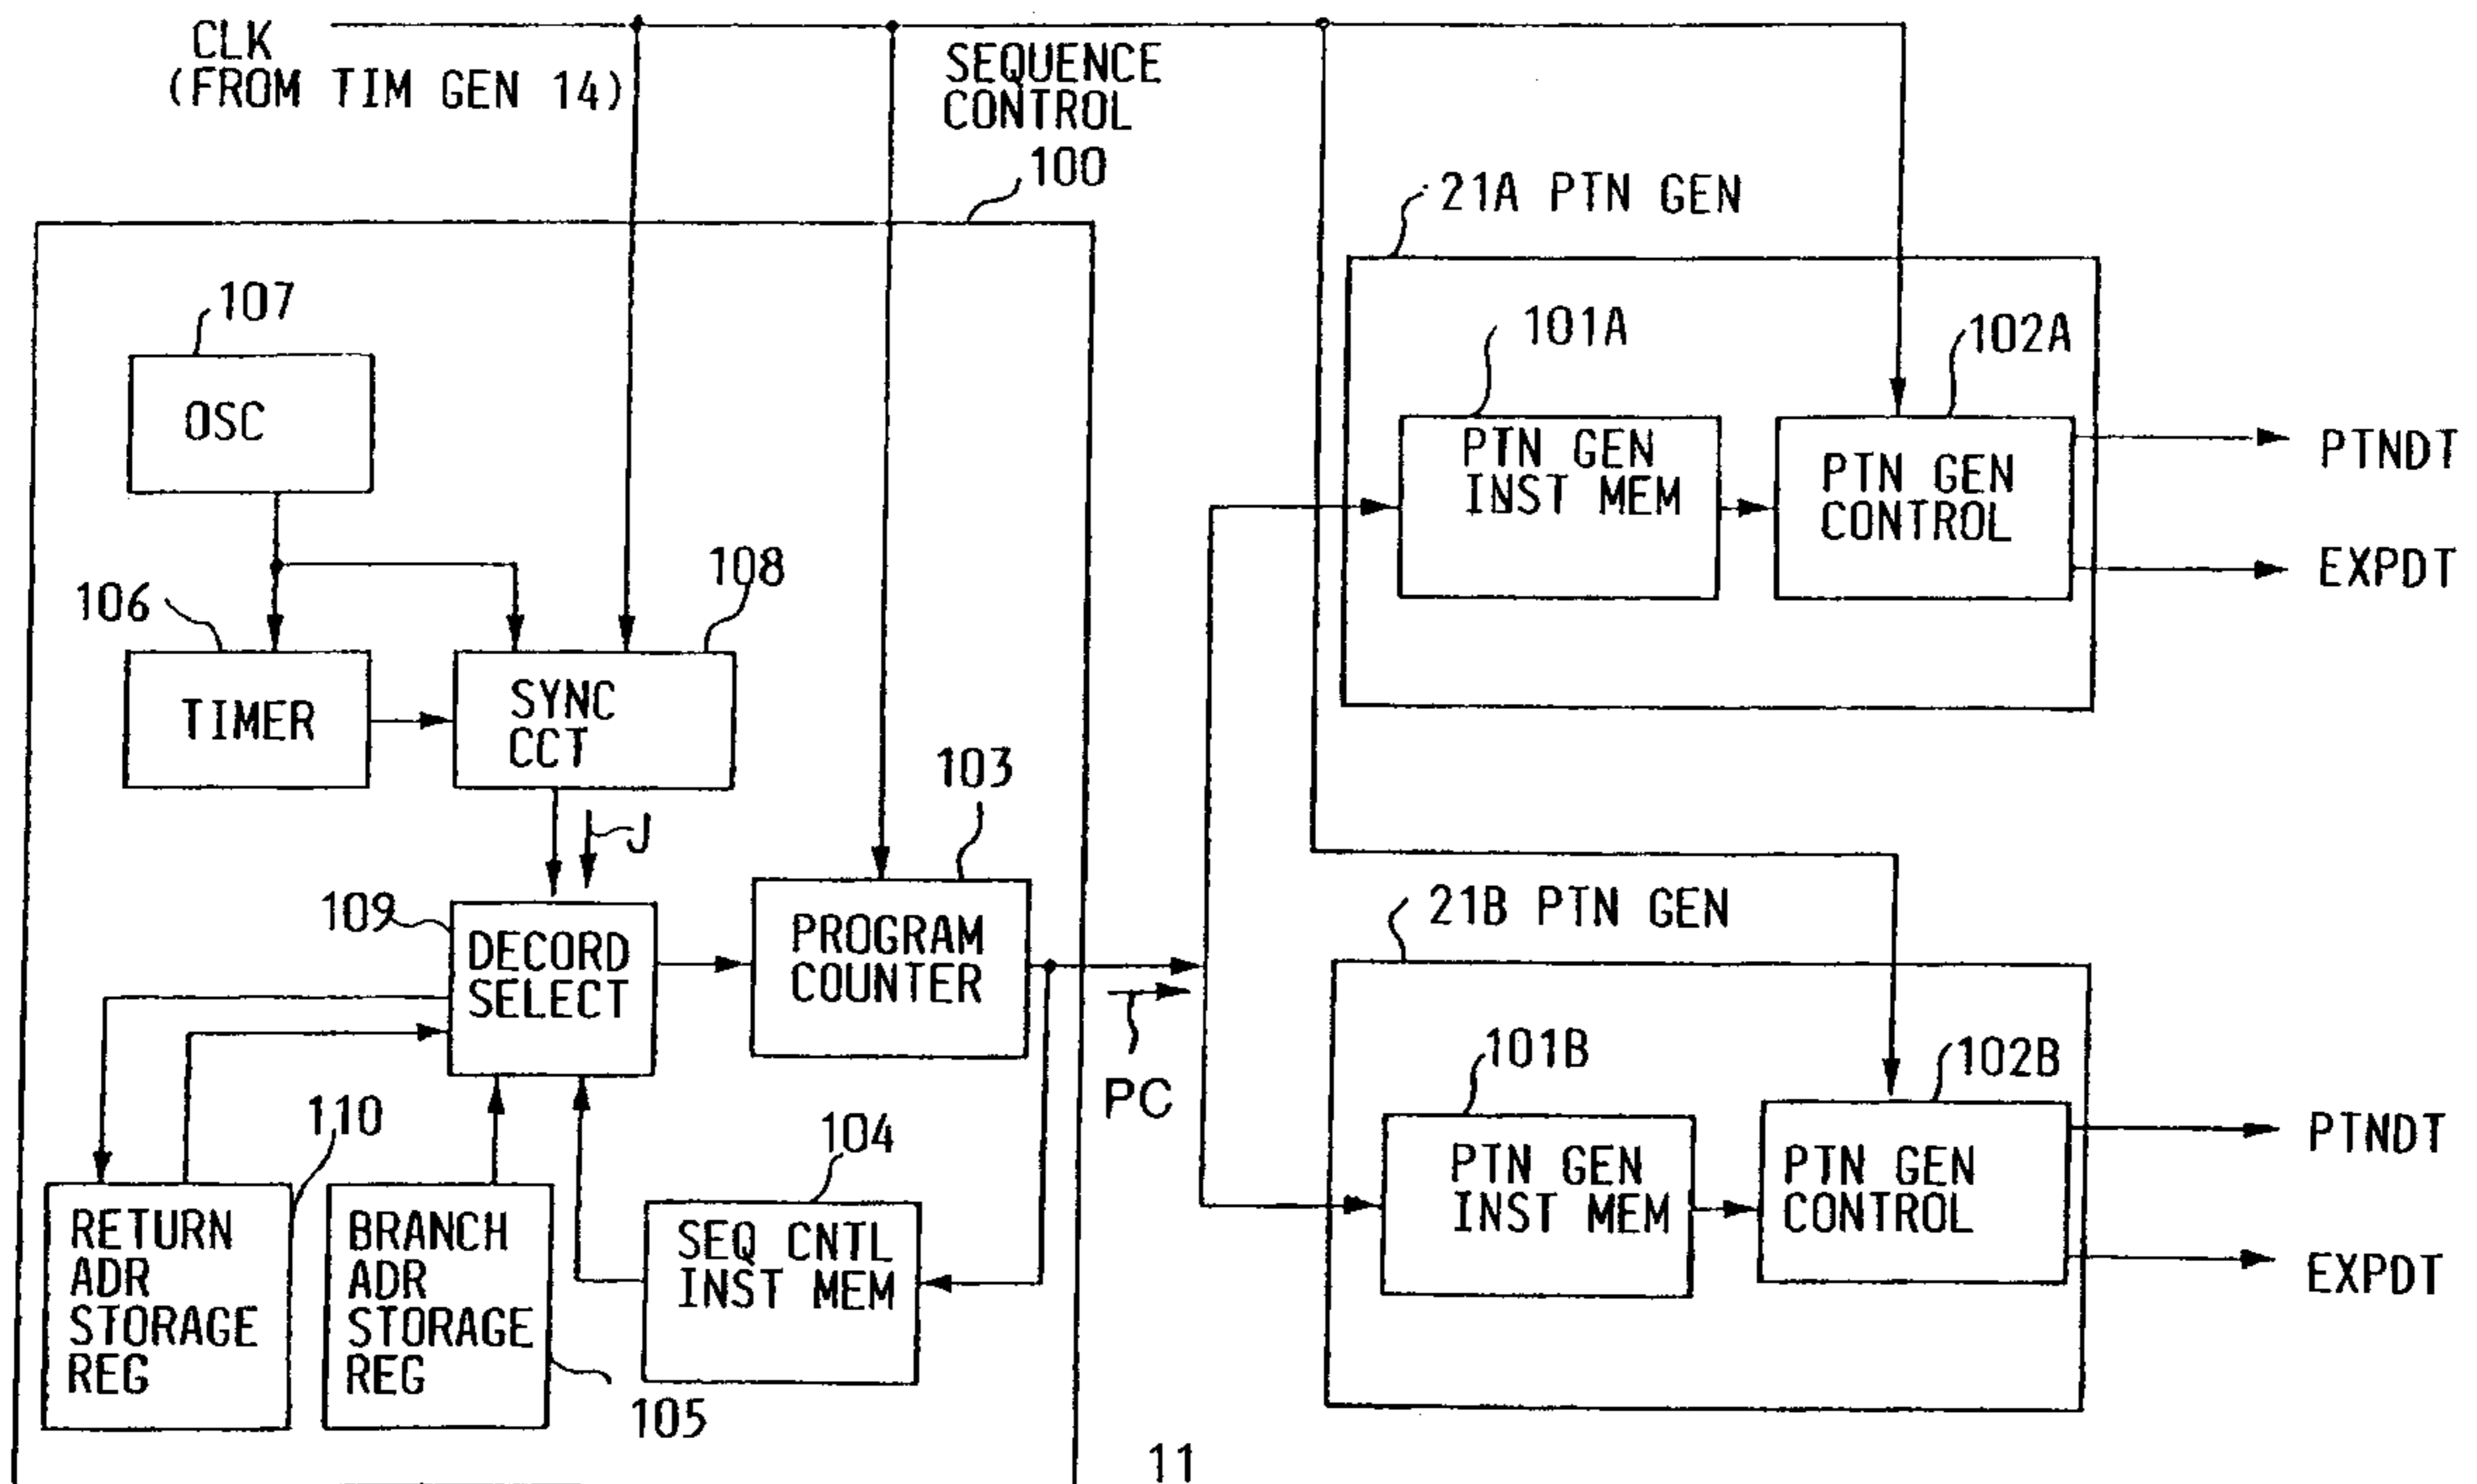 CLK
(FROM TIM GEN 14)
SEQUENCE
CONTROL
100
107
OSC
106
TIMER
108
SYNC
CCT
J
109
DECORD
SELECT
103
PROGRAM
COUNTER
PC
110
RETURN
ADR
STORAGE
REG
BRANCH
ADR
STORAGE
REG
105
104
SEQ CNTL
INST MEM
21A PTN GEN
101A
PTN GEN
INST MEM
102A
PTN GEN
CONTROL
PTNDT
EXPDT
21B PTN GEN
101B
PTN GEN
INST MEM
102B
PTN GEN
CONTROL
PTNDT
EXPDT
11